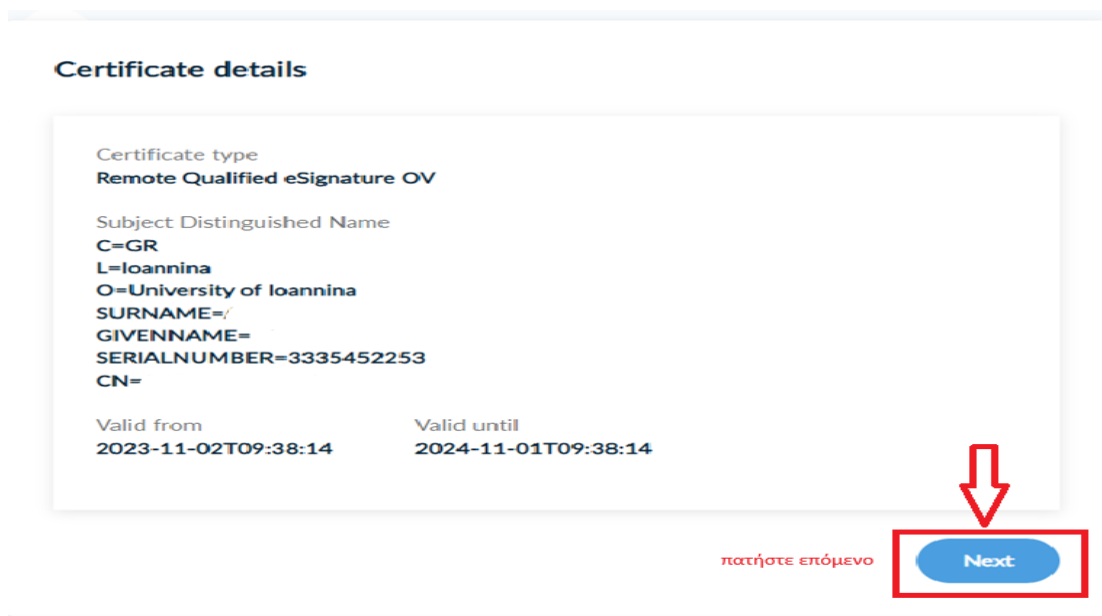 Certificate details
Certificate type
Remote Qualified eSignature OV
Subject Distinguished Name
C=GR
L=Ioannina
O=University of Ioannina
SURNAME=
GIVENNAME=
SERIALNUMBER=3335452253
CN=
Valid from Valid until
2023-11-02T09:38:14 2024-11-01T09:38:14
πατήστε επόμενο Next